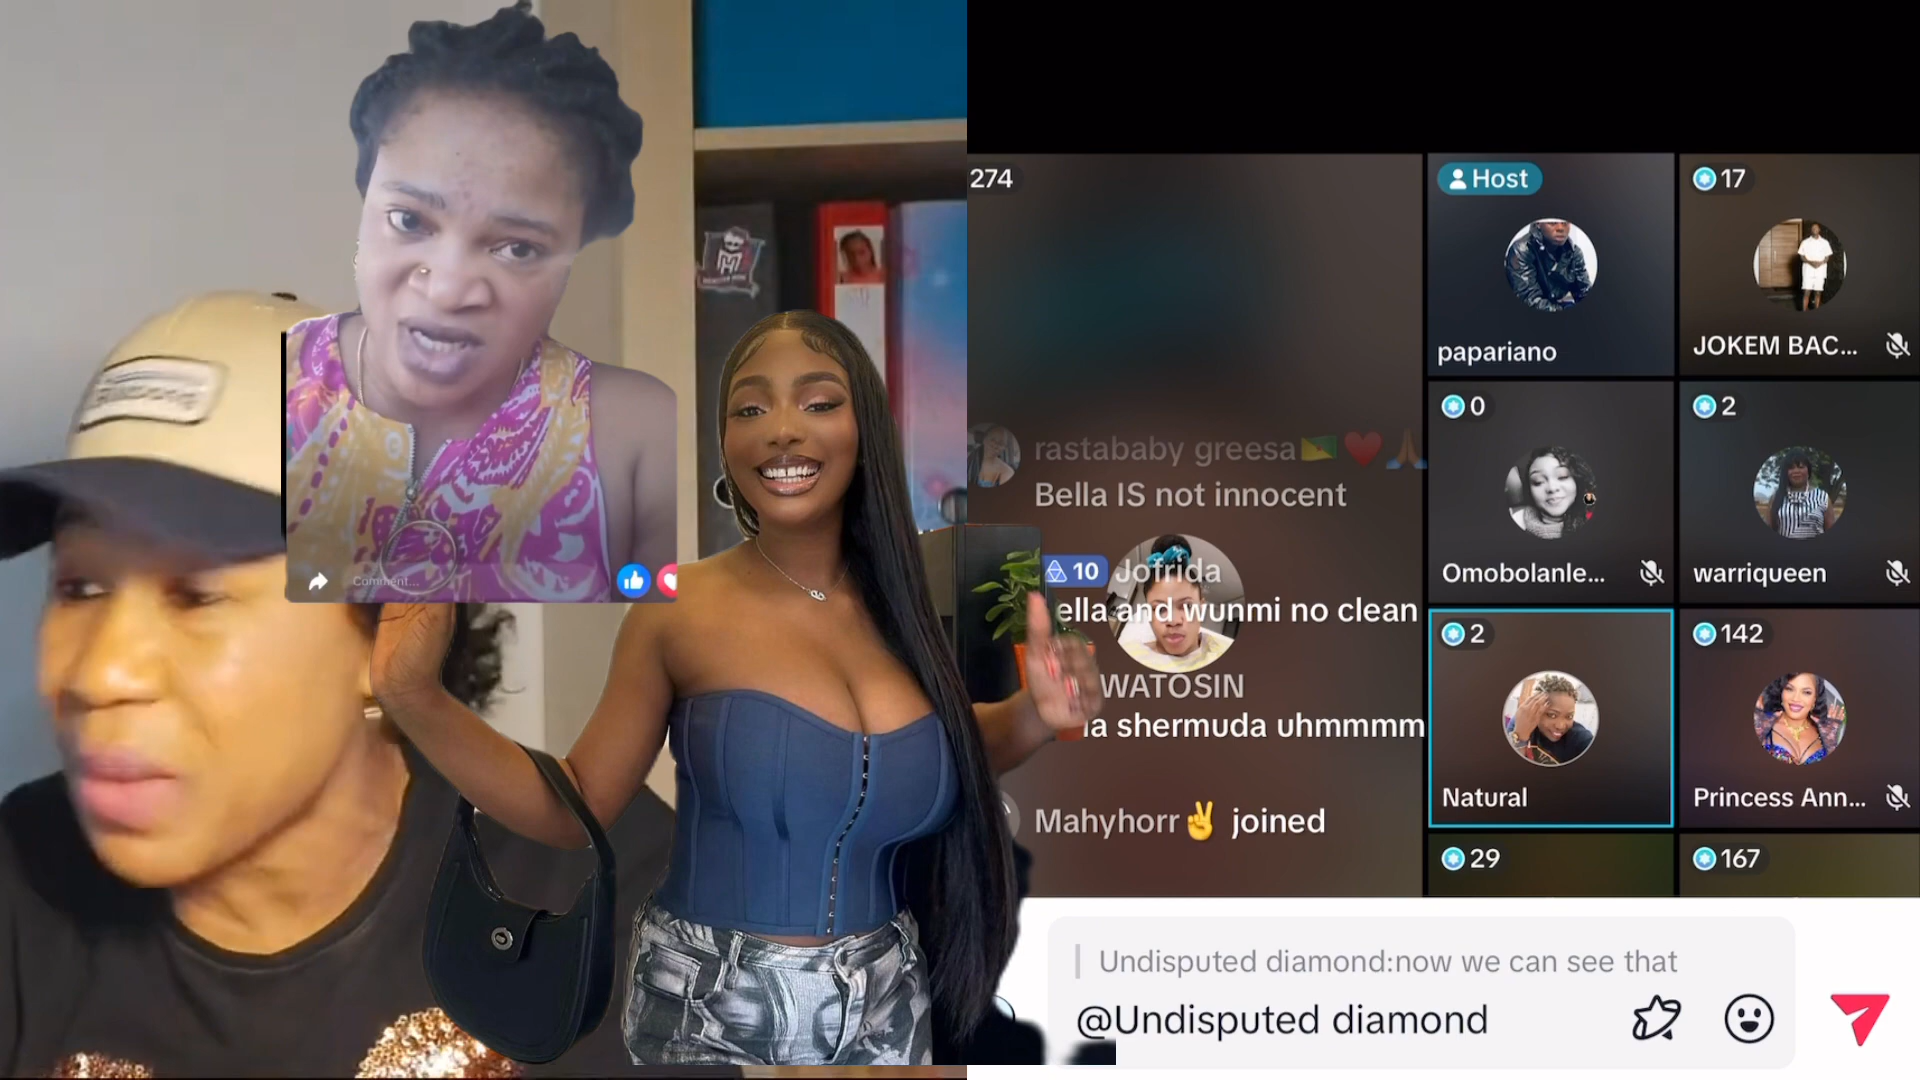 274
Host
papariano
17
JOKEM BAC...
rastababy greesa
Bella IS not innocent
0
Omobolanle...
2
warriqueen
10
Jofrida
ella and wunmi no clean
WATOSIN
la shermuda uhmmmm
2
Natural
142
Princess Ann...
Mahyhorr✌ joined
29
167
Comment...
Undisputed diamond:now we can see that
@Undisputed diamond